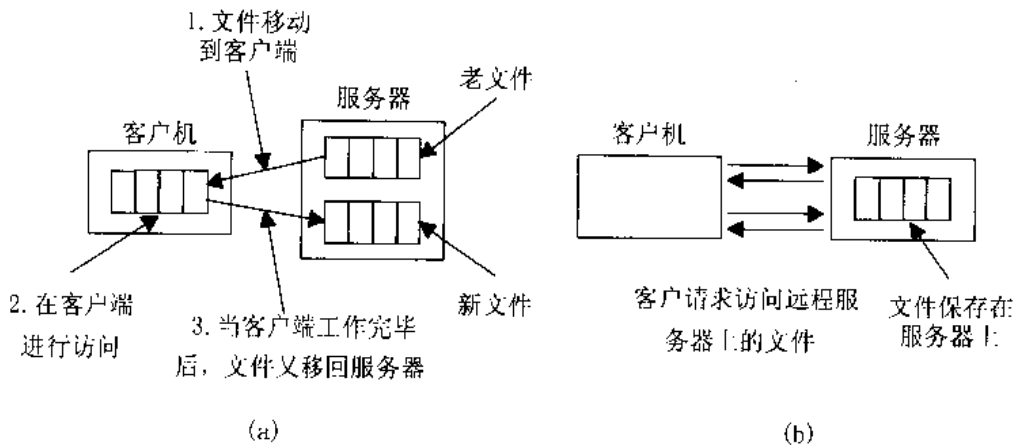 1.文件移动
到客户端
老文件
服务器
客户机
2.在客户端
进行访问
3.当客户端工作完毕
后，文件又移回服务器
新文件
(a)
客户机
服务器
客户请求访问远程服
务器上的文件
文件保存在
服务器上
(b)